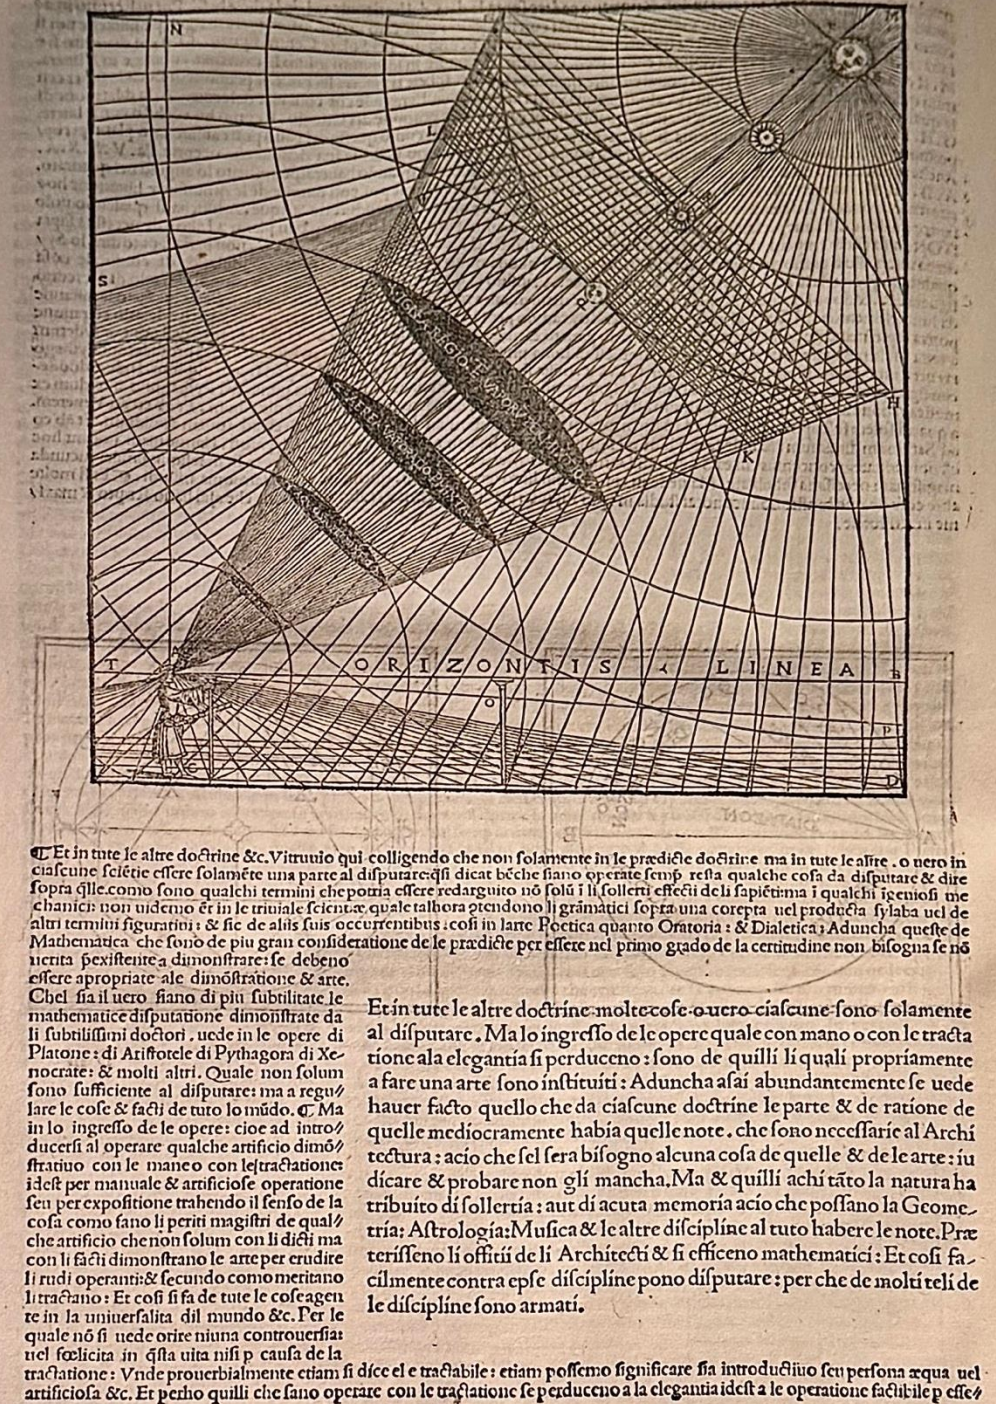 N
M
L
S
H
K
T
ORIZONTIS LINEA
B
O
P
D
¶ Et in tute le altre doctrine &c. Vitruuio qui colligendo che non solamente in le prædicte doctrine ma in tute le altre . o uero in
ciascune sciētie essere solamēte una parte al disputare: q̃si dicat bēche siano operate semp resta qualche cosa da disputare & dire
sopra q̃lle. como sono qualchi termini che potria essere redarguito nō solū ī li sollerti effecti de li sapiētima ī qualchi īgeniosi me
chanici: non uidemo et in le triuiale scientæ, quale talhora p̄tendono li grāmatici sopra una corepta uel producta sylaba uel de
altri termini figuratiui: & sic de aliis suis occurrentibus: cosi in larte Poetica quanto Oratoria: & Dialetica: Aduncha queste de
Mathematica che sono de piu gran consideratione de le prædicte per essere nel primo grado de la certitudine non bisogna se nō
uerita p̱existente a dimonstrare: se debeno
essere apropriate ale dimōstratione & arte.
Chel sia il uero siano di piu subtilitate le
mathematice disputatione dimōstrate da
li subtilissimi doctori . uede in le opere di
Platone: di Aristotele di Pythagora di Xe-
nocrate: & molti altri. Quale non solum
sono sufficiente al disputare: ma a regu//
lare le cose & facti de tuto lo mūdo. ¶ Ma
in lo ingresso de le opere: cioe ad intro//
ducersi al operare qualche artificio dimō//
stratiuo con le maneo con le tractatione:
idest per manuale & artificiose operatione
seu per expositione trahendo il senso de la
cosa como fano li periti magistri de qual//
che artificio che non solum con li dicti ma
con li facti dimonstrano le arte per erudire
li rudi operanti: & secundo como meritano
li tractano: Et cosi si fa de tute le cose agen
te in la uniuersalita dil mundo &c. Per le
quale nō si uede orire niuna controuersia:
uel fœlicita in q̃sta uita nisi p causa de la
tractatione: Vnde prouerbialmente etiam si dice el e tractabile: etiam possemo significare sia introductiuo seu persona æqua uel
artificiosa &c. Et perho quilli che sano operare con le tractatione se perduceno a la elegantia idest a le operatione factibile p esse//
Et in tute le altre doctrine molte cose o uero ciascune sono solamente
al disputare. Ma lo ingresso de le opere quale con mano o con le tracta
tione ala elegantia si perduceno: sono de quilli li quali propriamente
a fare una arte sono instituiti: Aduncha asai abundantemente se uede
hauer facto quello che da ciascune doctrine le parte & de ratione de
quelle mediocramente habia quelle note. che sono necessarie al Archi
tectura: acio che sel sera bisogno alcuna cosa de quelle & de le arte: iu
dicare & probare non gli mancha. Ma & quilli achi tāto la natura ha
tribuito di sollertia: aut di acuta memoria acio che possano la Geome-
tria: Astrologia: Musica & le altre discipline al tuto habere le note. Præ
terisseno li offitii de li Architecti & si efficeno mathematici: Et cosi fa-
cilmente contra epse discipline pono disputare: per che de molti teli de
le discipline sono armati.